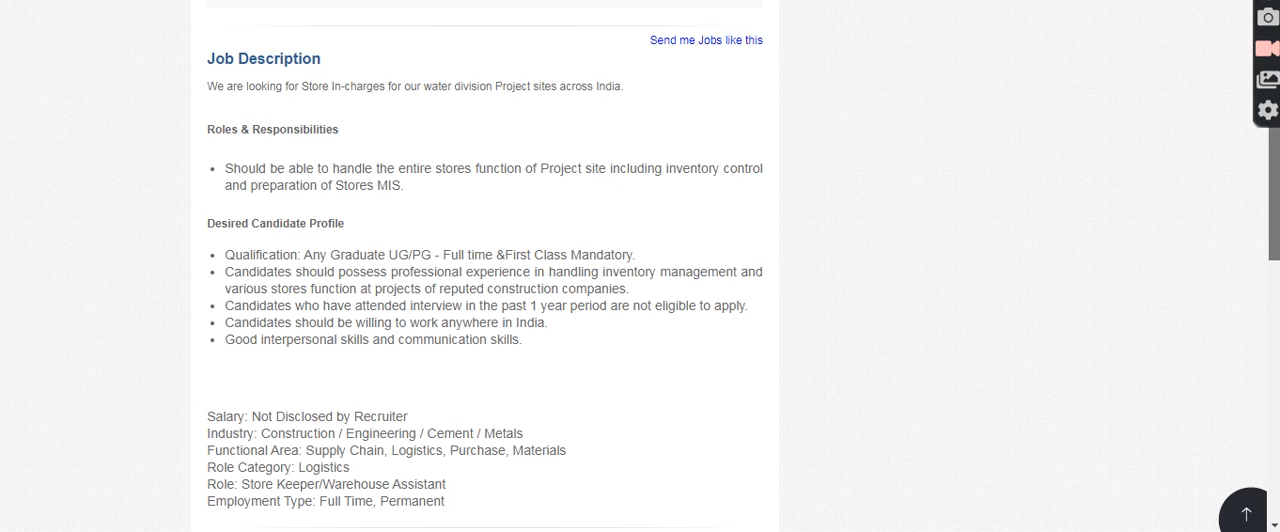 Send me Jobs like this
Job Description
We are looking for Store In-charges for our water division Project sites across India.
Roles & Responsibilities
Should be able to handle the entire stores function of Project site including inventory control
and preparation of Stores MIS.
Desired Candidate Profile
Qualification: Any Graduate UG/PG - Full time &First Class Mandatory.
Candidates should possess professional experience in handling inventory management and
various stores function at projects of reputed construction companies.
Candidates who have attended interview in the past 1 year period are not eligible to apply.
Candidates should be willing to work anywhere in India.
Good interpersonal skills and communication skills.
Salary: Not Disclosed by Recruiter
Industry: Construction / Engineering / Cement / Metals
Functional Area: Supply Chain, Logistics, Purchase, Materials
Role Category: Logistics
Role: Store Keeper/Warehouse Assistant
Employment Type: Full Time, Permanent